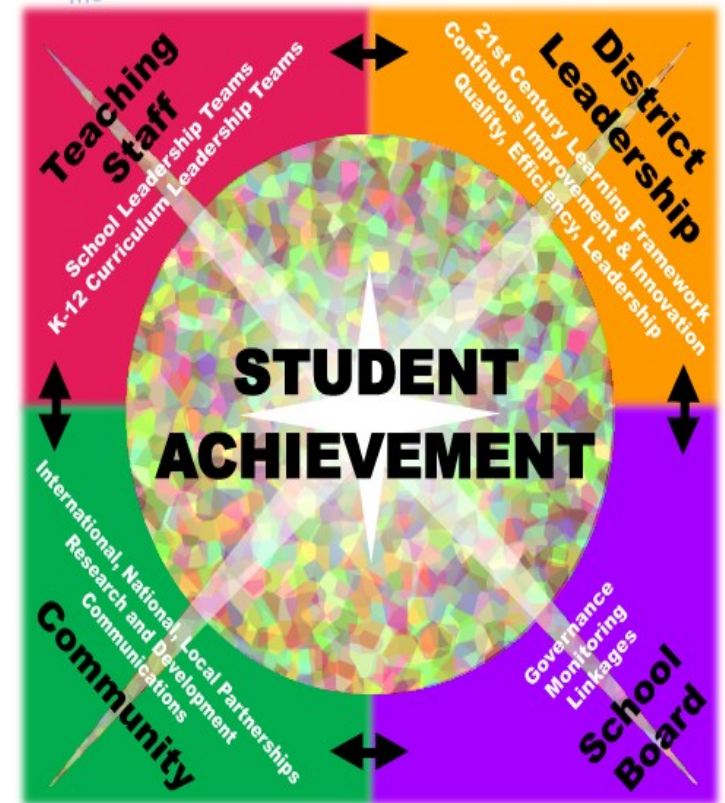 Teaching
Staff
School Leadership Teams
K-12 Curriculum Leadership Teams
District
Leadership
21st Century Learning Framework
Continuous Improvement & Innovation
Quality, Efficiency, Leadership
STUDENT
ACHIEVEMENT
International, National, Local Partnerships
Research and Development
Communications
Community
Governance
Monitoring
Linkages
School
Board